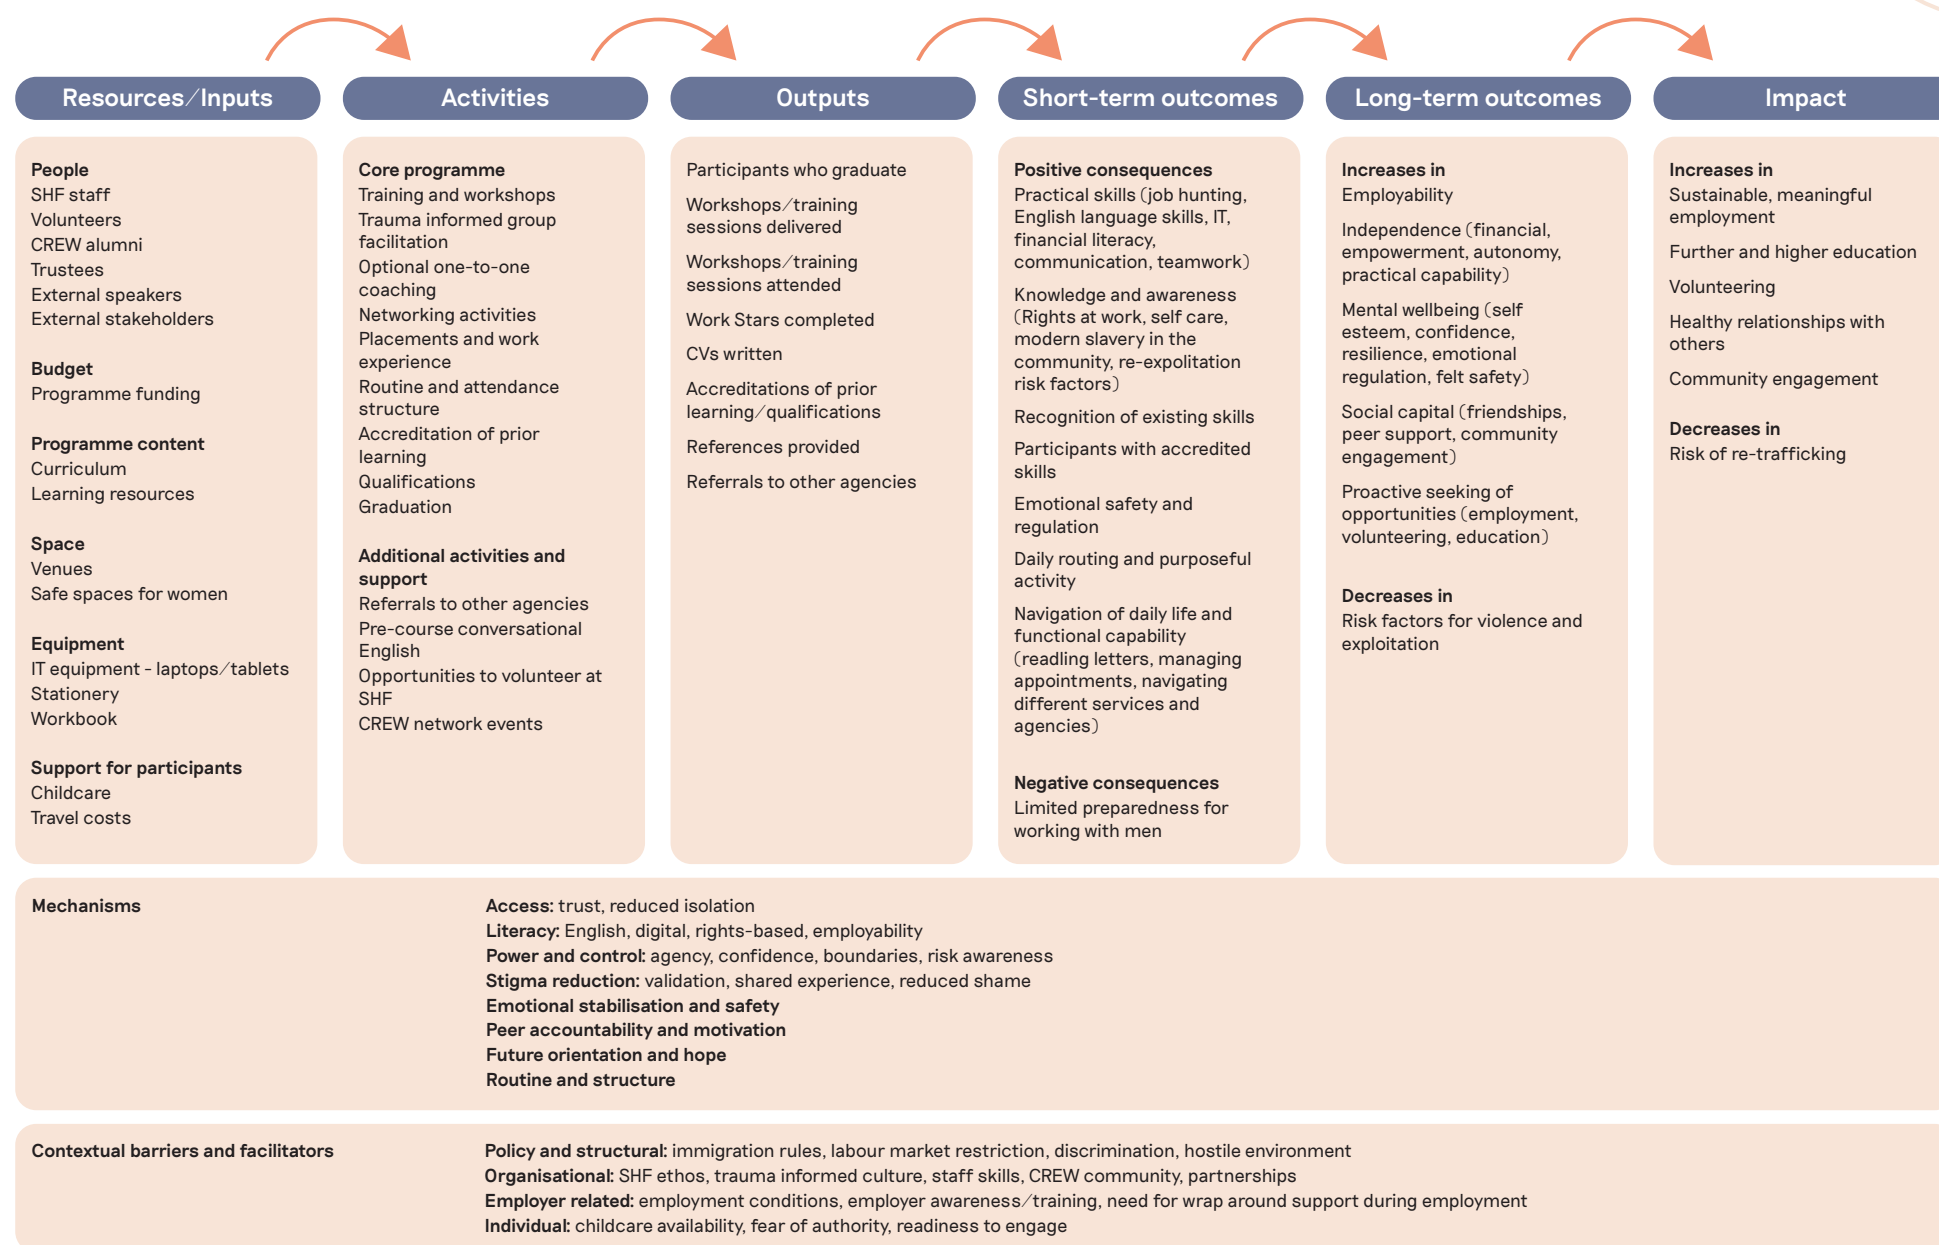 Resources/Inputs
Activities
Outputs
Short-term outcomes
Long-term outcomes
Impact
People
SHF staff
Volunteers
CREW alumni
Trustees
External speakers
External stakeholders
Budget
Programme funding
Programme content
Curriculum
Learning resources
Space
Venues
Safe spaces for women
Equipment
IT equipment - laptops/tablets
Stationery
Workbook
Support for participants
Childcare
Travel costs
Core programme
Training and workshops
Trauma informed group
facilitation
Optional one-to-one
coaching
Networking activities
Placements and work
experience
Routine and attendance
structure
Accreditation of prior
learning
Qualifications
Graduation
Additional activities and
support
Referrals to other agencies
Pre-course conversational
English
Opportunities to volunteer at
SHF
CREW network events
Participants who graduate
Workshops/training
sessions delivered
Workshops/training
sessions attended
Work Stars completed
CVs written
Accreditations of prior
learning/qualifications
References provided
Referrals to other agencies
Positive consequences
Practical skills (job hunting,
English language skills, IT,
financial literacy,
communication, teamwork)
Knowledge and awareness
(Rights at work, self care,
modern slavery in the
community, re-expolitation
risk factors)
Recognition of existing skills
Participants with accredited
skills
Emotional safety and
regulation
Daily routing and purposeful
activity
Navigation of daily life and
functional capability
(readling letters, managing
appointments, navigating
different services and
agencies)
Negative consequences
Limited preparedness for
working with men
Increases in
Employability
Independence (financial,
empowerment, autonomy,
practical capability)
Mental wellbeing (self
esteem, confidence,
resilience, emotional
regulation, felt safety)
Social capital (friendships,
peer support, community
engagement)
Proactive seeking of
opportunities (employment,
volunteering, education)
Decreases in
Risk factors for violence and
exploitation
Increases in
Sustainable, meaningful
employment
Further and higher education
Volunteering
Healthy relationships with
others
Community engagement
Decreases in
Risk of re-trafficking
Mechanisms
Access: trust, reduced isolation
Literacy: English, digital, rights-based, employability
Power and control: agency, confidence, boundaries, risk awareness
Stigma reduction: validation, shared experience, reduced shame
Emotional stabilisation and safety
Peer accountability and motivation
Future orientation and hope
Routine and structure
Contextual barriers and facilitators
Policy and structural: immigration rules, labour market restriction, discrimination, hostile environment
Organisational: SHF ethos, trauma informed culture, staff skills, CREW community, partnerships
Employer related: employment conditions, employer awareness/training, need for wrap around support during employment
Individual: childcare availability, fear of authority, readiness to engage